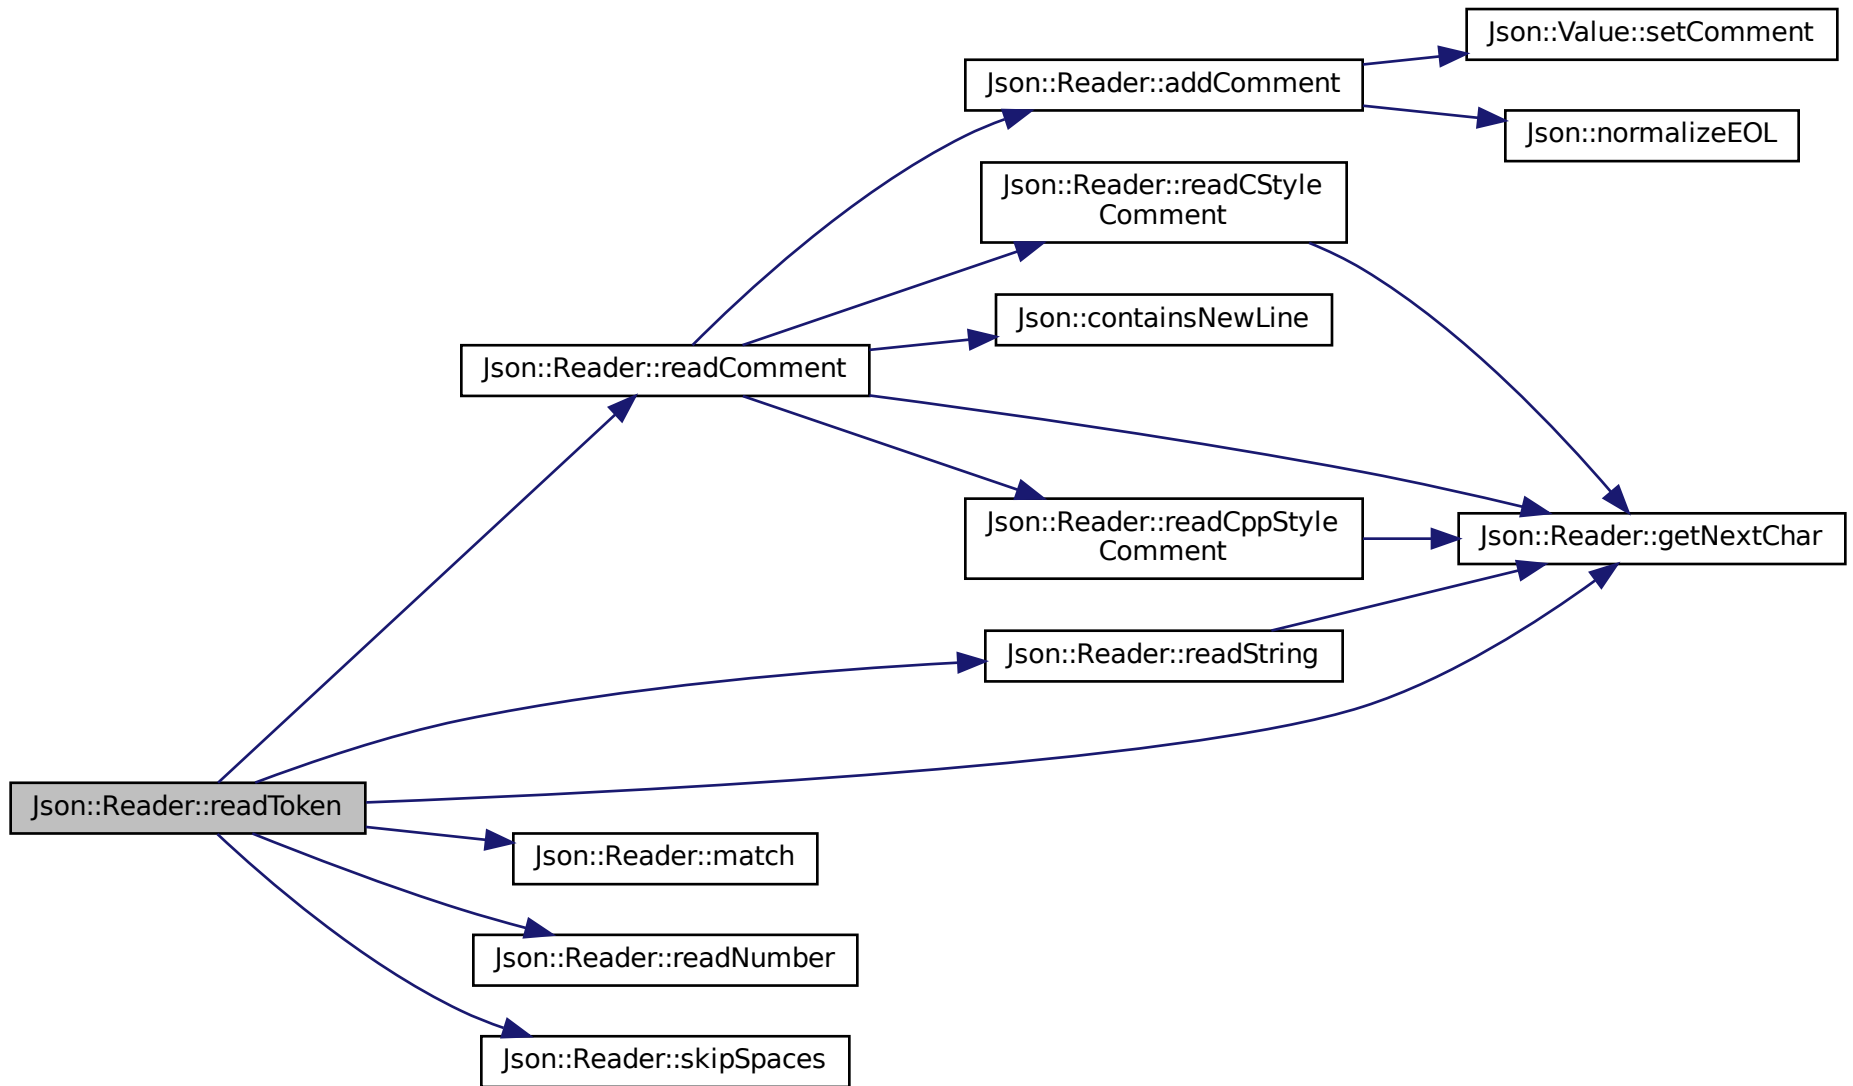 Json::Value::setComment
Json::Reader::addComment
Json::normalizeEOL
Json::Reader::readCStyle
Comment
Json::containsNewLine
Json::Reader::readComment
Json::Reader::readCppStyle
Comment
Json::Reader::getNextChar
Json::Reader::readString
Json::Reader::readToken
Json::Reader::match
Json::Reader::readNumber
Json::Reader::skipSpaces